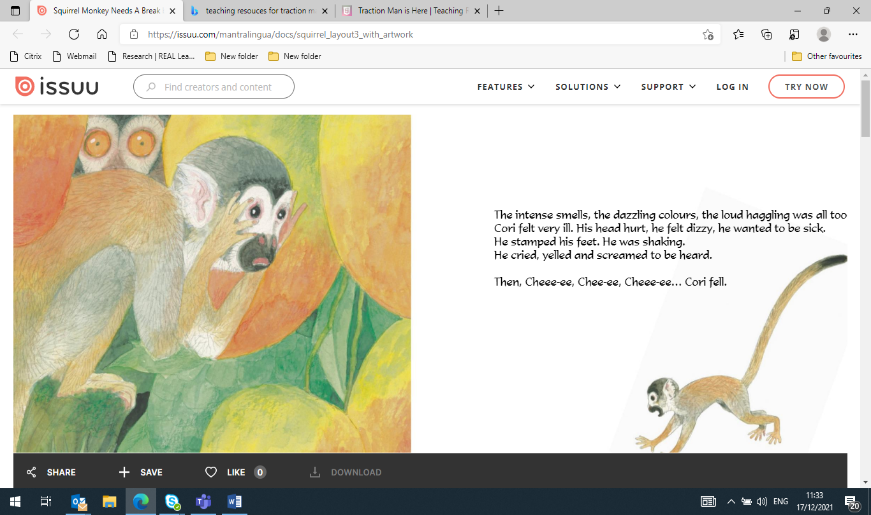 Squirrel Monkey Needs A Break
teaching resouces for traction m
Traction Man is Here | Teaching
https://issuu.com/mantralingua/docs/squirrel_layout3_with_artwork
Citrix
Webmail
Research | REAL Lea...
New folder
New folder
Other favourites
issuu
Find creators and content
FEATURES
SOLUTIONS
SUPPORT
LOG IN
TRY NOW
The intense smells, the dazzling colours, the loud haggling was all too
Cori felt very ill. His head hurt, he felt dizzy, he wanted to be sick.
He stamped his feet. He was shaking.
He cried, yelled and screamed to be heard.
Then, Cheee-ee, Chee-ee, Cheee-ee... Cori fell.
SHARE
SAVE
LIKE 0
DOWNLOAD
ENG
11:33
17/12/2021
20